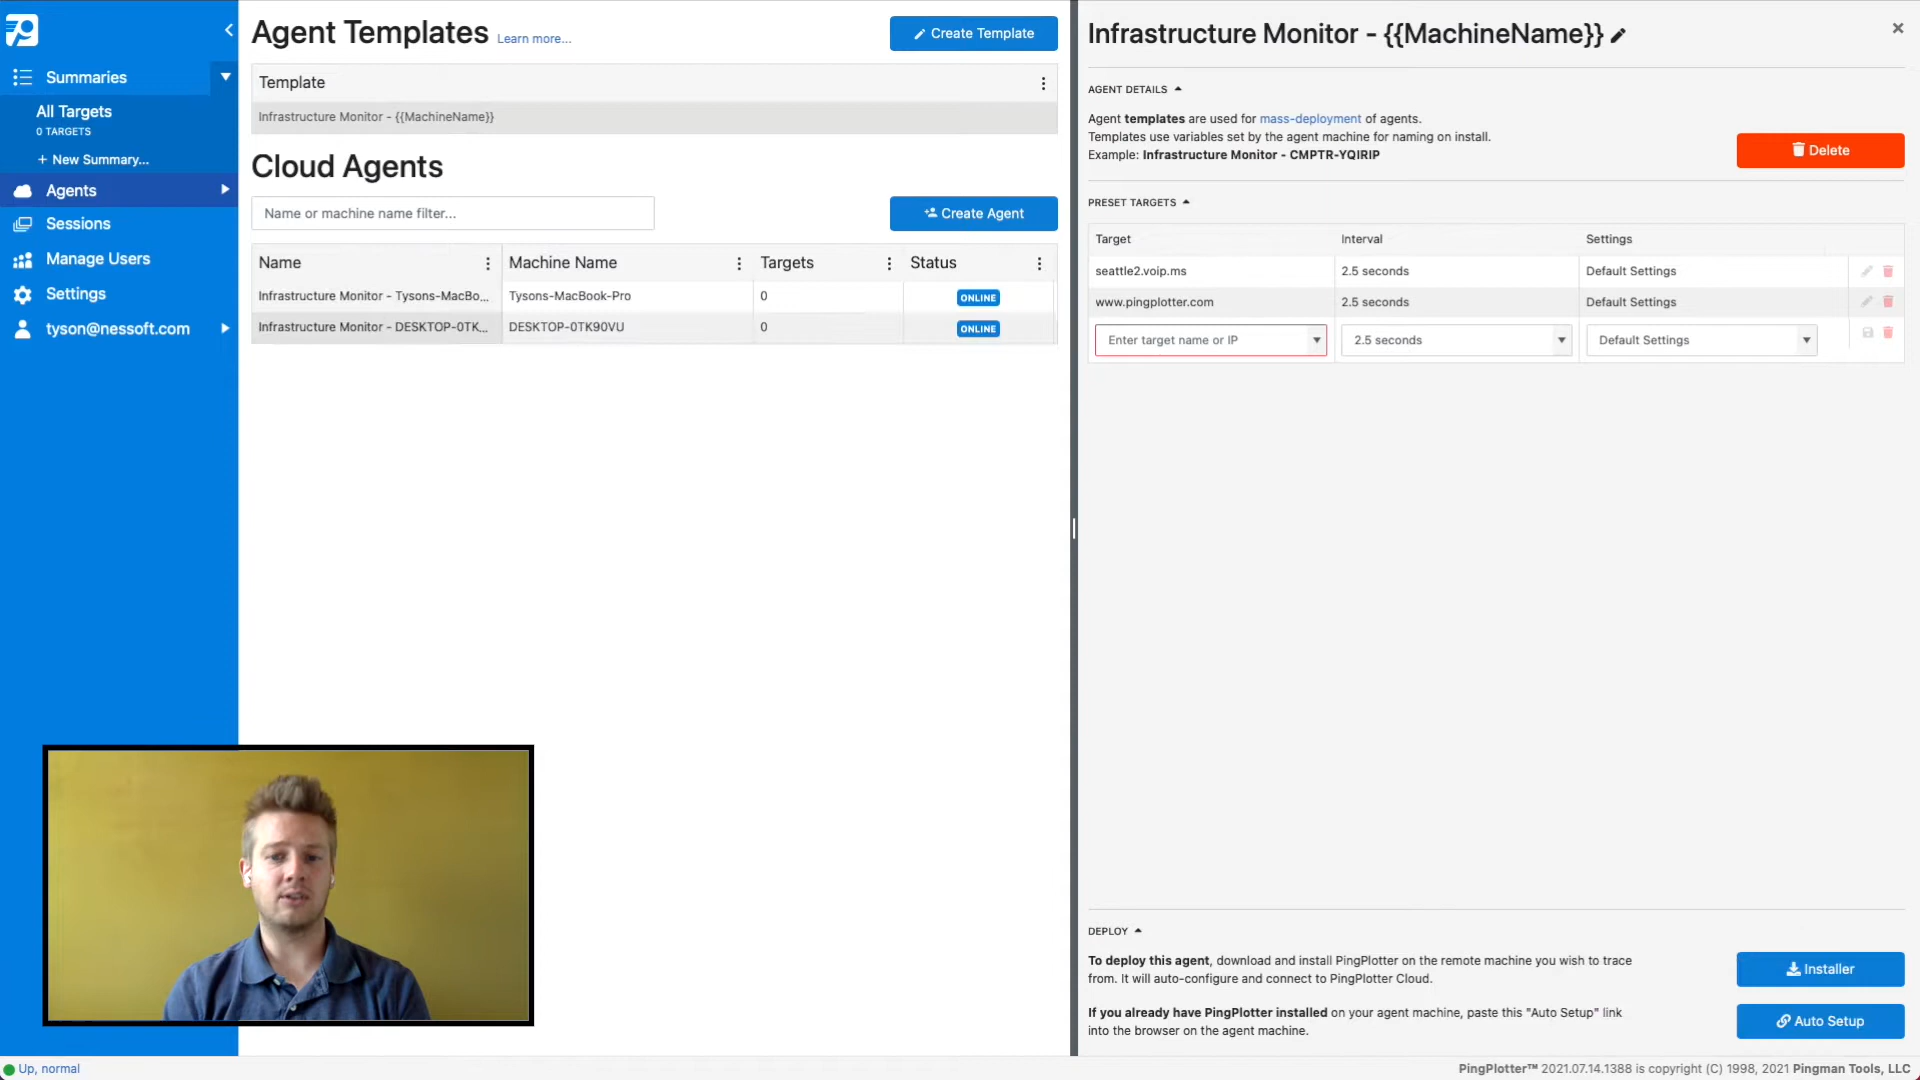 Summaries
All Targets
0 TARGETS
+ New Summary...
Agents
Sessions
Manage Users
Settings
tyson@nessoft.com
Agent Templates Learn more...
Create Template
Template
Infrastructure Monitor - {{MachineName}}
Cloud Agents
Name or machine name filter...
Create Agent
Name Machine Name Targets Status
Infrastructure Monitor - Tysons-MacBo... Tysons-MacBook-Pro 0 ONLINE
Infrastructure Monitor - DESKTOP-0TK... DESKTOP-0TK90VU 0 ONLINE
Infrastructure Monitor - {{MachineName}}
AGENT DETAILS
Agent templates are used for mass-deployment of agents.
Templates use variables set by the agent machine for naming on install.
Example: Infrastructure Monitor - CMPTR-YQIRIP
Delete
PRESET TARGETS
Target Interval Settings
seattle2.voip.ms 2.5 seconds Default Settings
www.pingplotter.com 2.5 seconds Default Settings
Enter target name or IP 2.5 seconds Default Settings
DEPLOY
To deploy this agent, download and install PingPlotter on the remote machine you wish to trace
from. It will auto-configure and connect to PingPlotter Cloud.
Installer
If you already have PingPlotter installed on your agent machine, paste this "Auto Setup" link
into the browser on the agent machine.
Auto Setup
Up, normal
PingPlotter™ 2021.07.14.1388 is copyright (C) 1998, 2021 Pingman Tools, LLC